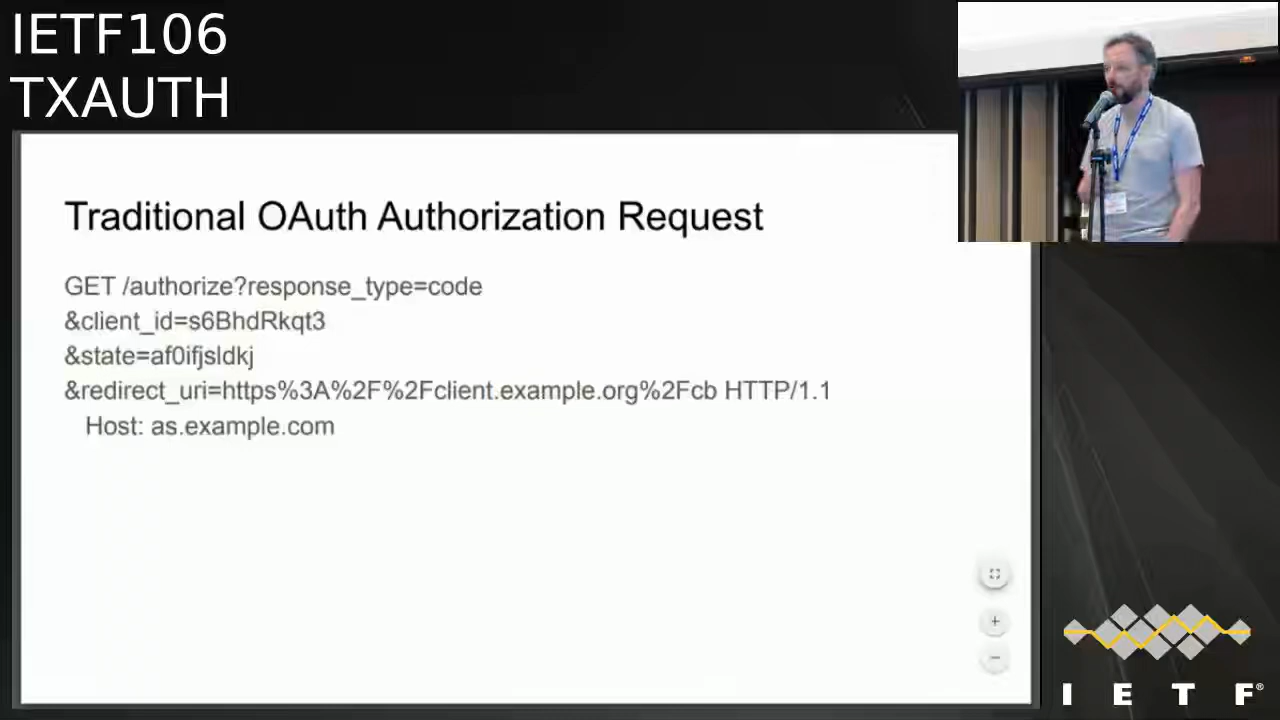 IETF106
TXAUTH
Traditional OAuth Authorization Request
GET /authorize?response_type=code
&client_id=s6BhdRkqt3
&state=af0ifjsldkj
&redirect_uri=https%3A%2F%2Fclient.example.org%2Fcb HTTP/1.1
Host: as.example.com
I E T F®